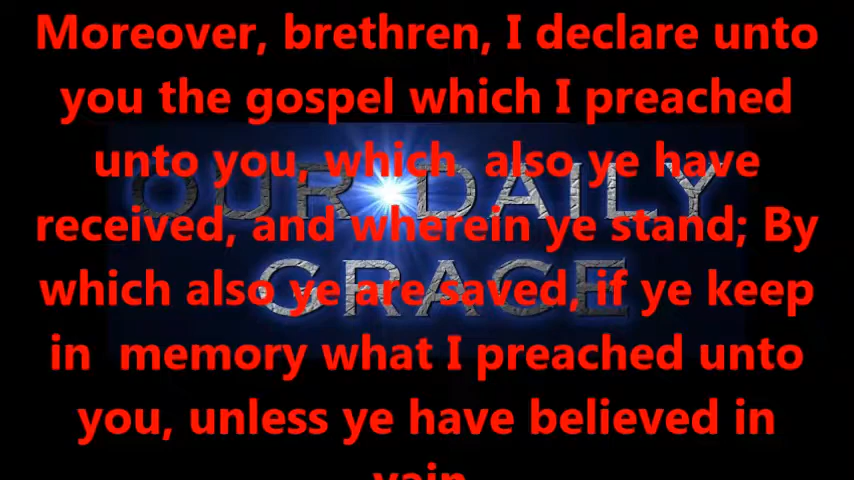 Moreover, brethren, I declare unto
you the gospel which I preached
unto you, which also ye have
received, and wherein ye stand; By
which also ye are saved, if ye keep
in memory what I preached unto
you, unless ye have believed in
vain
OUR DAILY
GRACE